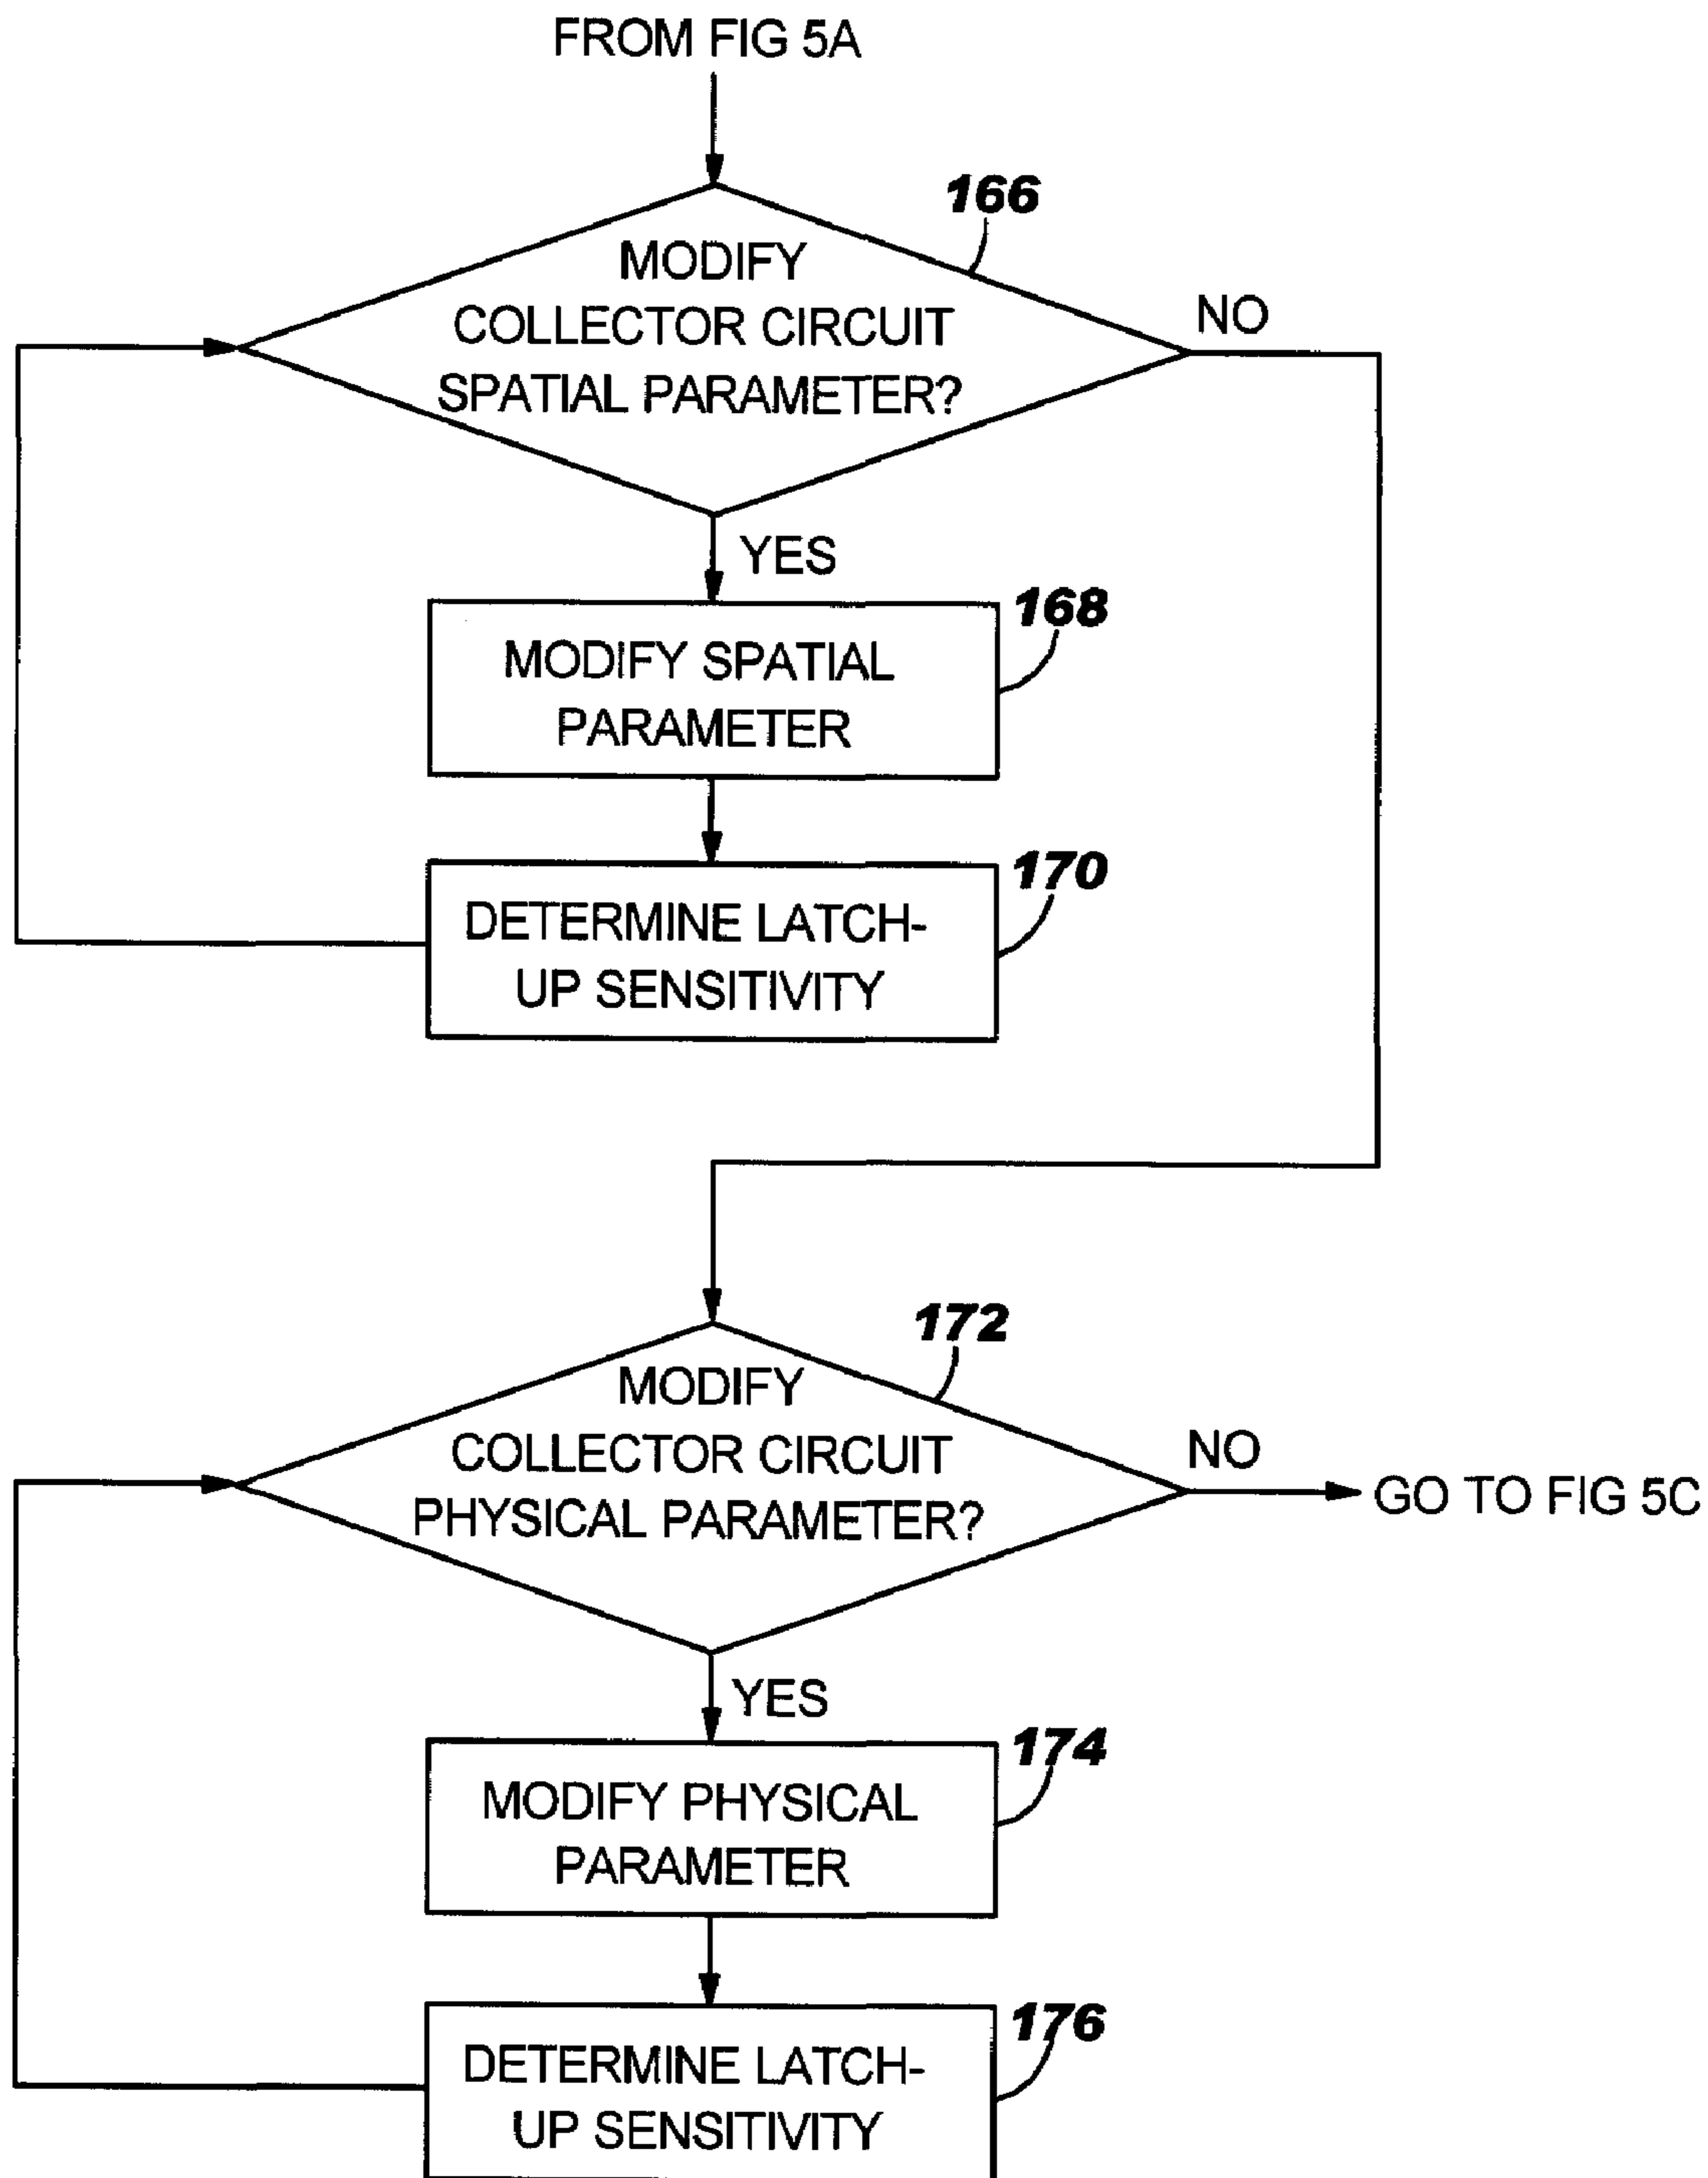 FROM FIG 5A
166
MODIFY
COLLECTOR CIRCUIT
SPATIAL PARAMETER?
NO
YES
168
MODIFY SPATIAL
PARAMETER
170
DETERMINE LATCH-
UP SENSITIVITY
172
MODIFY
COLLECTOR CIRCUIT
PHYSICAL PARAMETER?
NO
GO TO FIG 5C
YES
174
MODIFY PHYSICAL
PARAMETER
176
DETERMINE LATCH-
UP SENSITIVITY